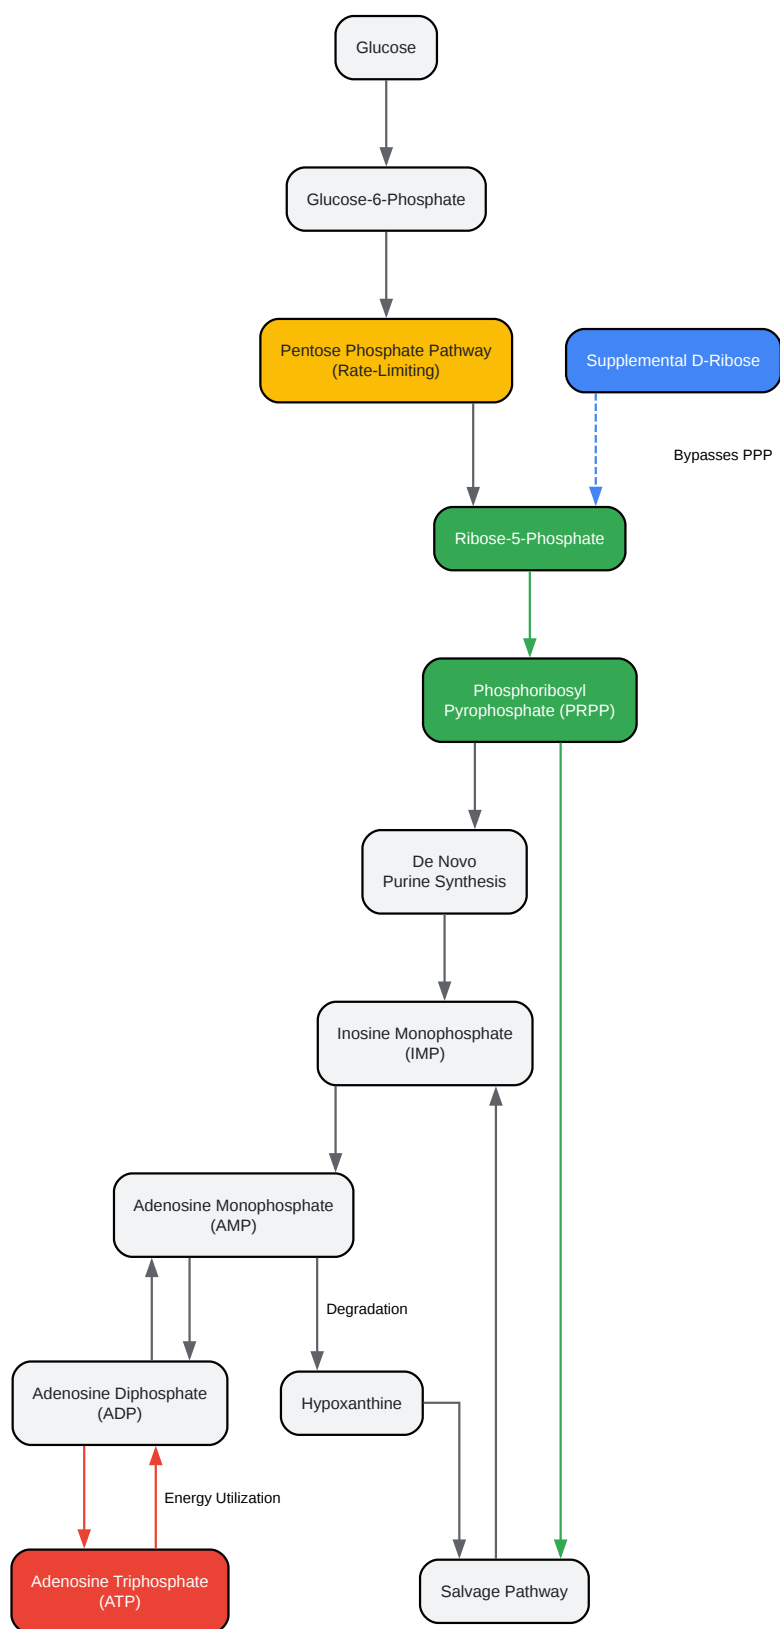 Glucose
Glucose-6-Phosphate
Pentose Phosphate Pathway
(Rate-Limiting)
Supplemental D-Ribose
Bypasses PPP
Ribose-5-Phosphate
Phosphoribosyl
Pyrophosphate (PRPP)
De Novo
Purine Synthesis
Inosine Monophosphate
(IMP)
Adenosine Monophosphate
(AMP)
Degradation
Adenosine Diphosphate
(ADP)
Hypoxanthine
Energy Utilization
Adenosine Triphosphate
(ATP)
Salvage Pathway